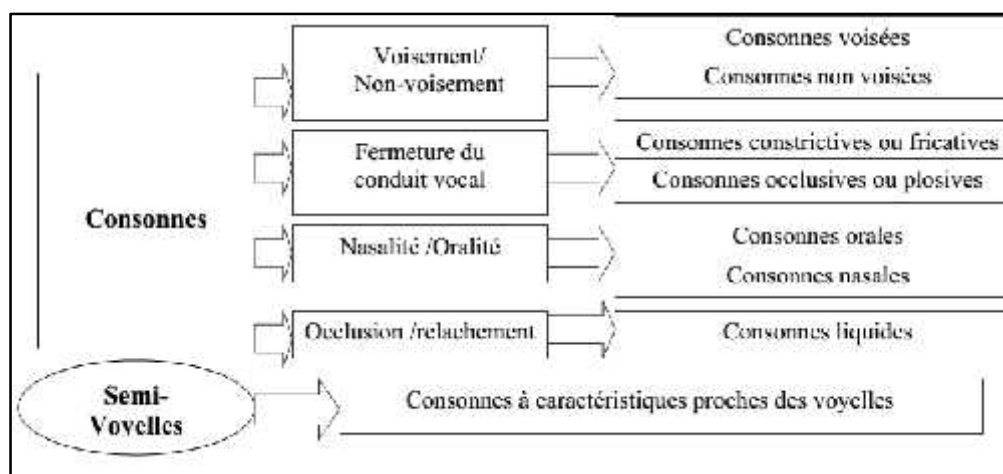 Consonnes
Voisement/
Non-voisement
Consonnes voisées
Consonnes non voisées
Fermeture du
conduit vocal
Consonnes constrictives ou fricatives
Consonnes occlusives ou plosives
Nasalité /Oralité
Consonnes orales
Consonnes nasales
Occlusion /relachement
Consonnes liquides
Semi-
Voyelles
Consonnes à caractéristiques proches des voyelles